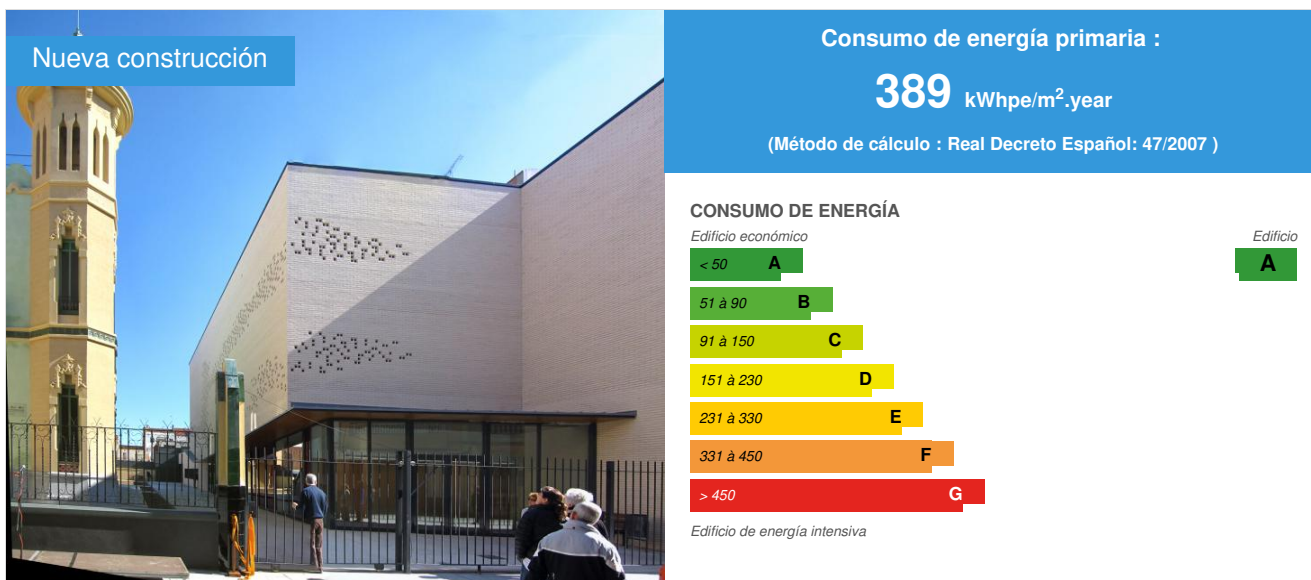 Nueva construcción
Consumo de energía primaria :
389 kWhpe/m².year
(Método de cálculo : Real Decreto Español: 47/2007 )
CONSUMO DE ENERGÍA
Edificio económico
Edificio
< 50 A
A
51 à 90 B
91 à 150 C
151 à 230 D
231 à 330 E
331 à 450 F
> 450 G
Edificio de energía intensiva